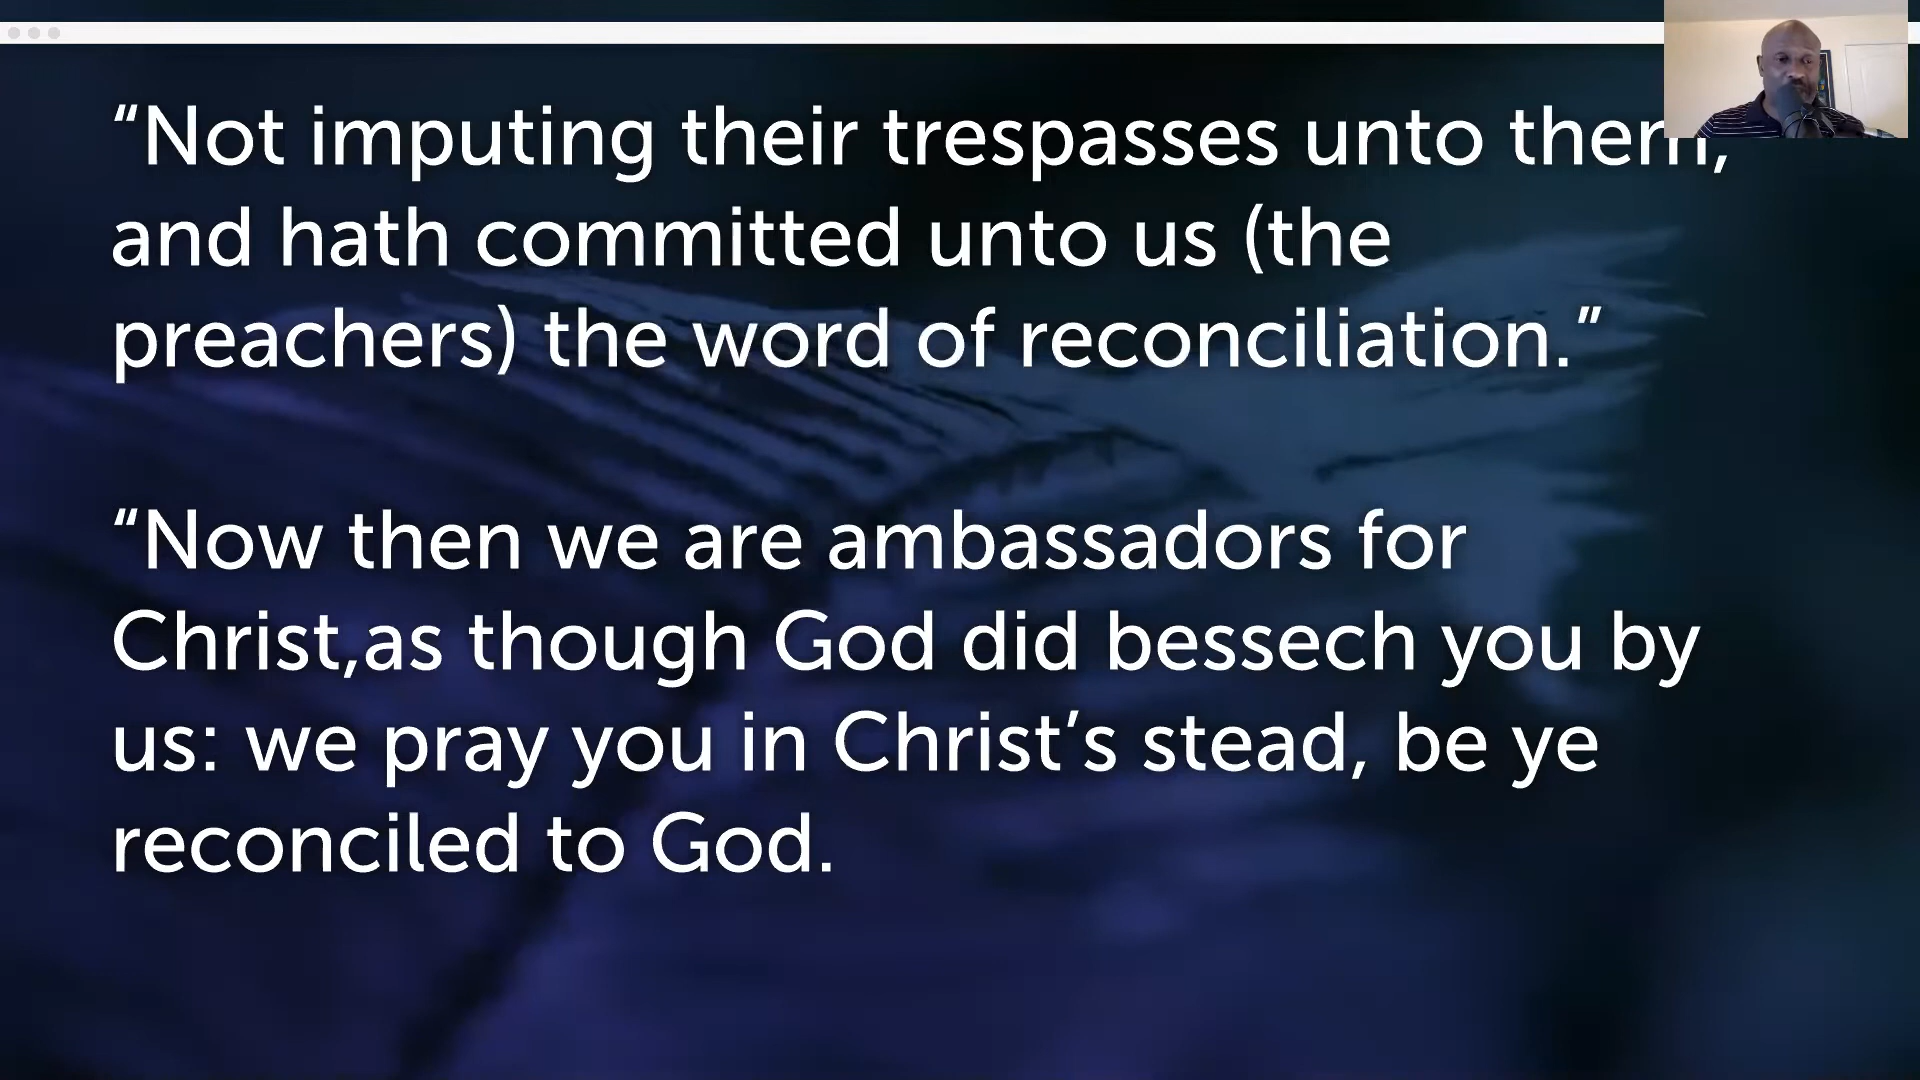 “Not imputing their trespasses unto them,
and hath committed unto us (the
preachers) the word of reconciliation.”
“Now then we are ambassadors for
Christ,as though God did bessech you by
us: we pray you in Christ’s stead, be ye
reconciled to God.